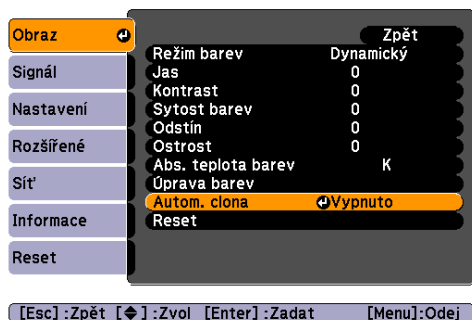 Obraz
Signál
Nastavení
Rozšířené
Síť
Informace
Reset
Zpět
Režim barev Dynamický
Jas 0
Kontrast 0
Sytost barev 0
Odstín 0
Ostrost 0
Abs. teplota barev K
Úprava barev
Autom. clona Vypnuto
Reset
[Esc] :Zpět [◆] :Zvol [Enter] :Zadat [Menu]:Odej